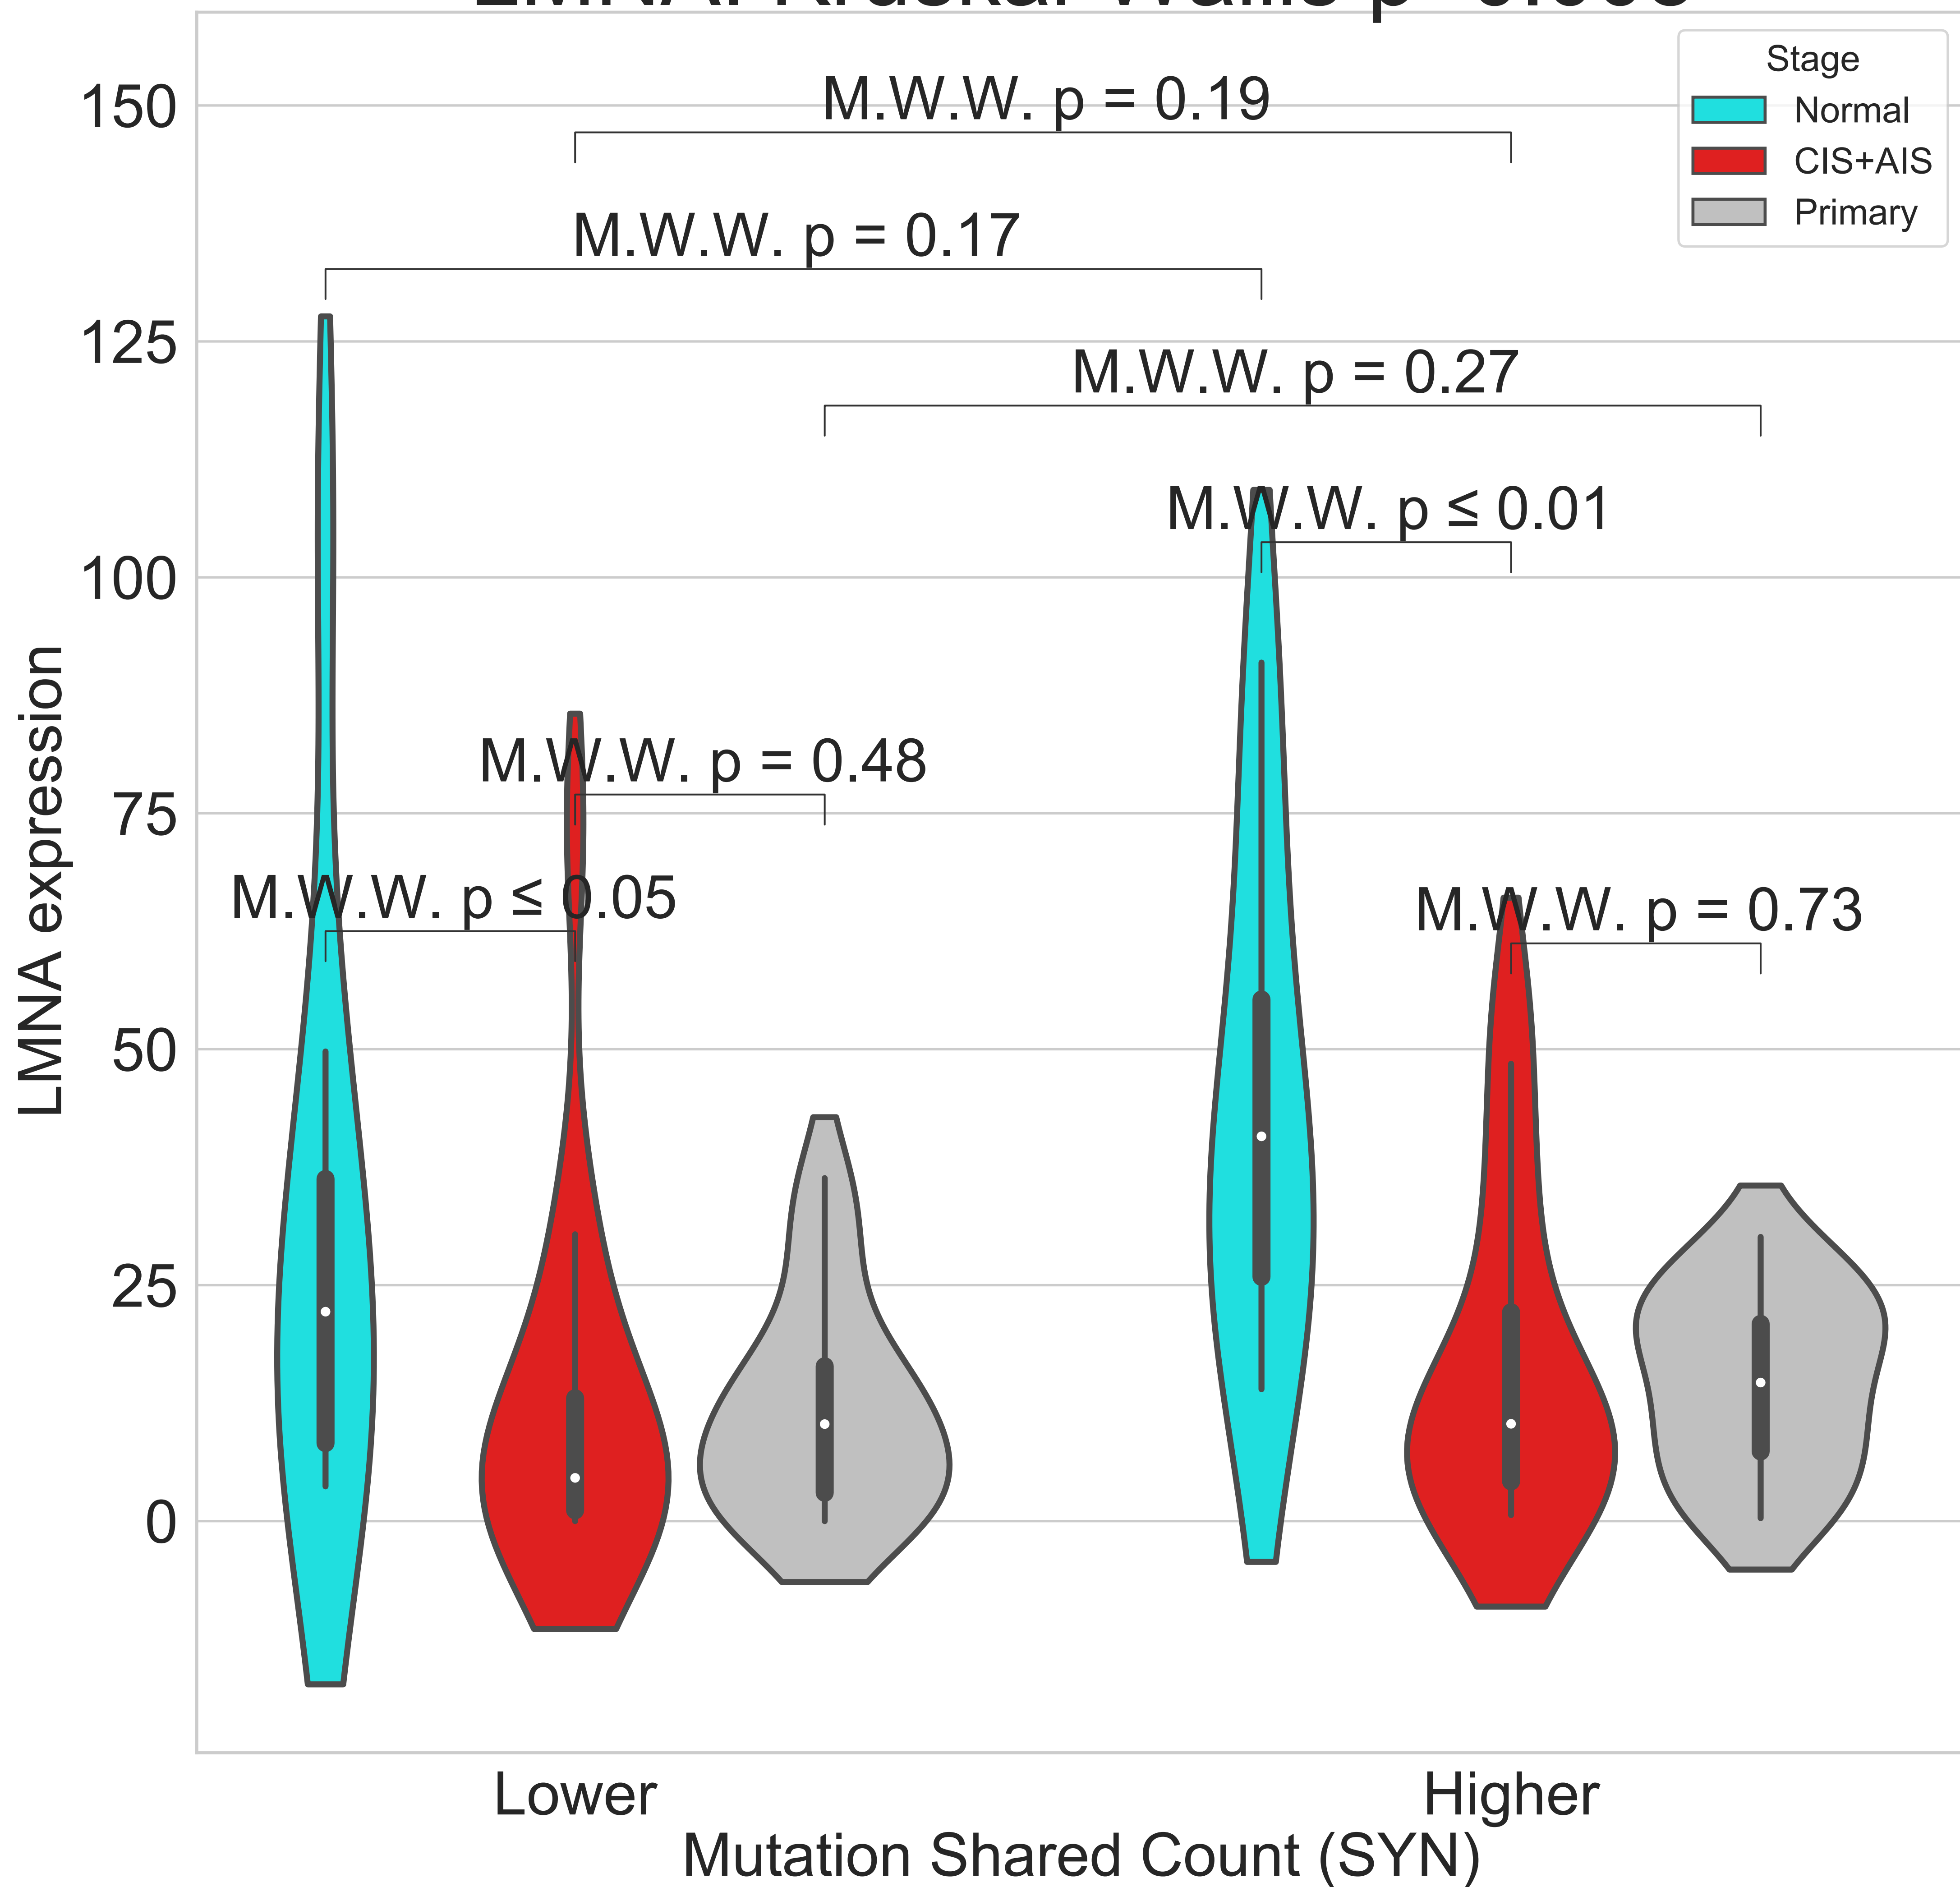 150
125
100
75
50
25
0
LMNA expression
M.W.W. p = 0.19
M.W.W. p = 0.17
M.W.W. p = 0.27
M.W.W. p ≤ 0.01
M.W.W. p = 0.48
M.W.W. p ≤ 0.05
M.W.W. p = 0.73
Stage
Normal
CIS+AIS
Primary
Lower
Higher
Mutation Shared Count (SYN)